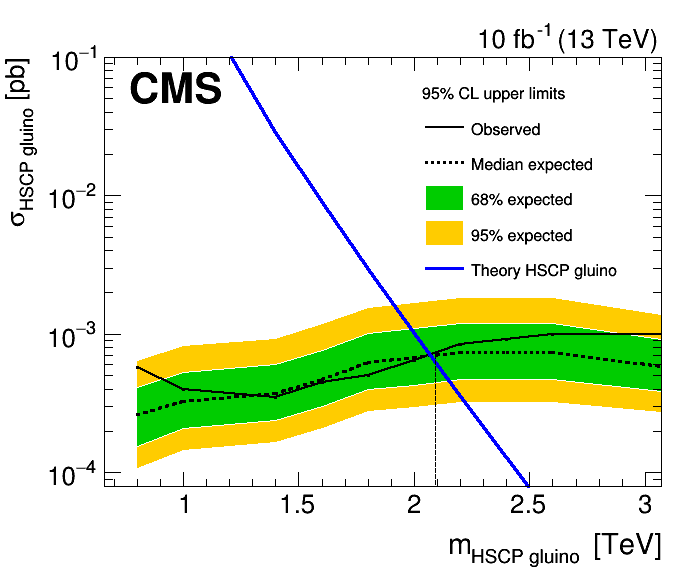 10 fb⁻¹ (13 TeV)
CMS
σHSCP gluino [pb]
10⁻¹
10⁻²
10⁻³
10⁻⁴
95% CL upper limits
Observed
Median expected
68% expected
95% expected
Theory HSCP gluino
1 1.5 2 2.5 3
mHSCP gluino [TeV]